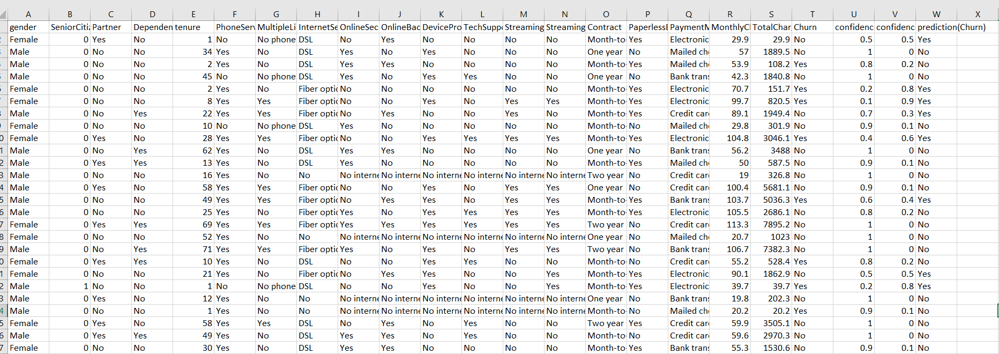 A B C D E F G H I J K L M N O P Q R S T U V W X
gender SeniorCiti Partner Dependen tenure PhoneServ MultipleLi InternetSe OnlineSec OnlineBac DevicePro TechSuppo Streaming Streaming Contract PaperlessB PaymentM MonthlyCh TotalChar Churn confidenc confidenc prediction(Churn)
Female 0 Yes No 1 No No phone DSL No Yes No No No No Month-to- Yes Electronic 29.9 29.9 No 0.5 0.5 Yes
Male 0 No No 34 Yes No DSL Yes No Yes No No No One year No Mailed che 57 1889.5 No 1 0 No
Male 0 No No 2 Yes No DSL Yes Yes No No No No Month-to- Yes Mailed che 53.9 108.2 Yes 0.8 0.2 No
Male 0 No No 45 No No phone DSL Yes No Yes Yes No No One year No Bank trans 42.3 1840.8 No 1 0 No
Female 0 No No 2 Yes No Fiber optic No No No No No No Month-to- Yes Electronic 70.7 151.7 Yes 0.2 0.8 Yes
Female 0 No No 8 Yes Yes Fiber optic No No Yes No Yes Yes Month-to- Yes Electronic 99.7 820.5 Yes 0.1 0.9 Yes
Male 0 No Yes 22 Yes Yes Fiber optic No Yes No No Yes No Month-to- Yes Credit card 89.1 1949.4 No 0.7 0.3 Yes
Female 0 No No 10 No No phone DSL Yes No No No No No Month-to- No Mailed che 29.8 301.9 No 0.9 0.1 No
Female 0 Yes No 28 Yes Yes Fiber optic No No Yes Yes Yes Yes Month-to- Yes Electronic 104.8 3046.1 Yes 0.4 0.6 Yes
Male 0 No Yes 62 Yes No DSL Yes Yes No No No No One year No Bank trans 56.2 3488 No 1 0 No
Male 0 Yes Yes 13 Yes No DSL Yes No No No No No Month-to- Yes Mailed che 50 587.5 No 0.9 0.1 No
Male 0 No No 16 Yes No No No interne No interne No interne No interne No interne No interne Two year No Credit card 19 326.8 No 1 0 No
Male 0 Yes No 58 Yes Yes Fiber optic No No Yes No Yes Yes One year No Credit card 100.4 5681.1 No 0.9 0.1 No
Male 0 No No 49 Yes Yes Fiber optic No Yes Yes No Yes Yes Month-to- Yes Bank trans 103.7 5036.3 Yes 0.6 0.4 Yes
Male 0 No No 25 Yes No Fiber optic Yes No Yes Yes Yes Yes Month-to- Yes Electronic 105.5 2686.1 No 0.8 0.2 No
Female 0 Yes Yes 69 Yes Yes Fiber optic Yes Yes Yes Yes Yes Yes Two year No Credit card 113.3 7895.2 No 1 0 No
Female 0 No No 52 Yes No No No interne No interne No interne No interne No interne No interne One year No Mailed che 20.7 1023 No 1 0 No
Male 0 No Yes 71 Yes Yes Fiber optic Yes No Yes No Yes Yes Two year No Bank trans 106.7 7382.3 No 1 0 No
Female 0 Yes Yes 10 Yes No DSL No No Yes Yes No No Month-to- No Credit card 55.2 528.4 Yes 0.8 0.2 No
Female 0 No No 21 Yes No Fiber optic No Yes Yes No No Yes Month-to- Yes Electronic 90.1 1862.9 No 0.5 0.5 Yes
Male 1 No No 1 No No phone DSL No No Yes No No Yes Month-to- Yes Electronic 39.7 39.7 Yes 0.2 0.8 Yes
Male 0 Yes No 12 Yes No No No interne No interne No interne No interne No interne No interne One year No Bank trans 19.8 202.3 No 1 0 No
Male 0 No No 1 Yes No No No interne No interne No interne No interne No interne No interne Month-to- No Mailed che 20.2 20.2 Yes 0.9 0.1 No
Female 0 Yes No 58 Yes Yes DSL No Yes No Yes No No Two year Yes Credit card 59.9 3505.1 No 1 0 No
Male 0 Yes Yes 49 Yes No DSL Yes Yes No Yes No No Month-to- No Credit card 59.6 2970.3 No 1 0 No
Female 0 No No 30 Yes No DSL Yes Yes No No No No Month-to- Yes Bank trans 55.3 1530.6 No 0.9 0.1 No